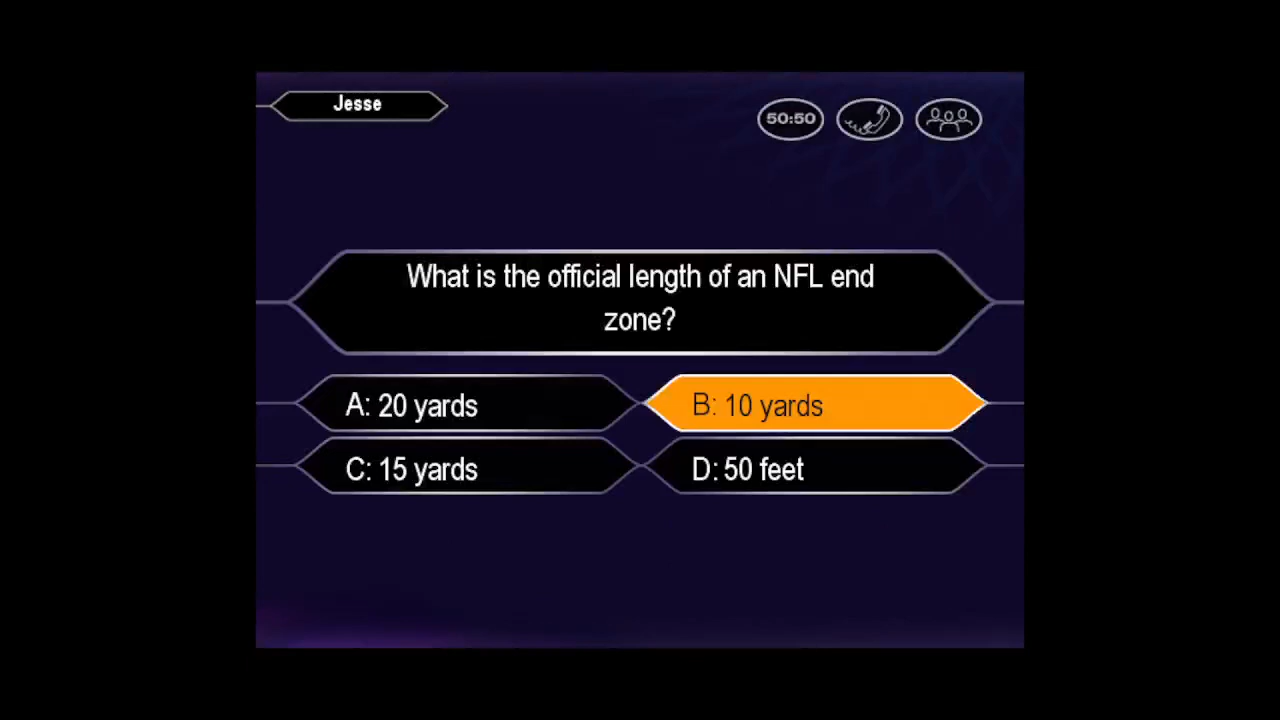 Jesse
50:50
What is the official length of an NFL end
zone?
A: 20 yards
B: 10 yards
C: 15 yards
D: 50 feet